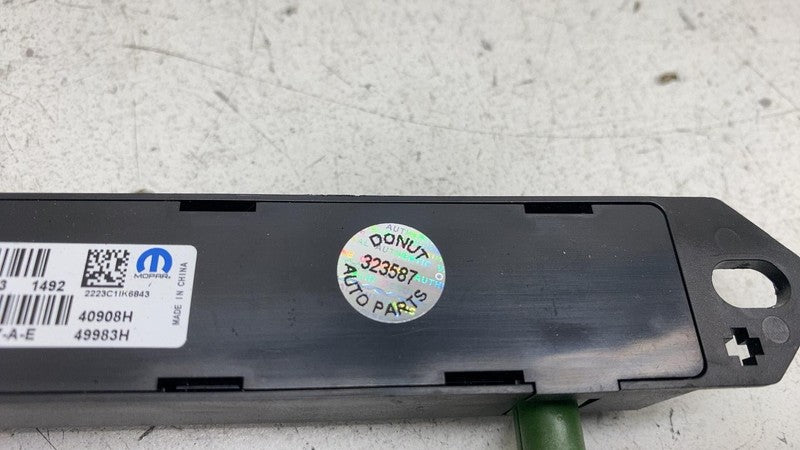 3 1492
MOPAR
2223C1IK6843
40908H
-A-E 49983H
MADE IN CHINA
DONUT
323587
AUTO PARTS